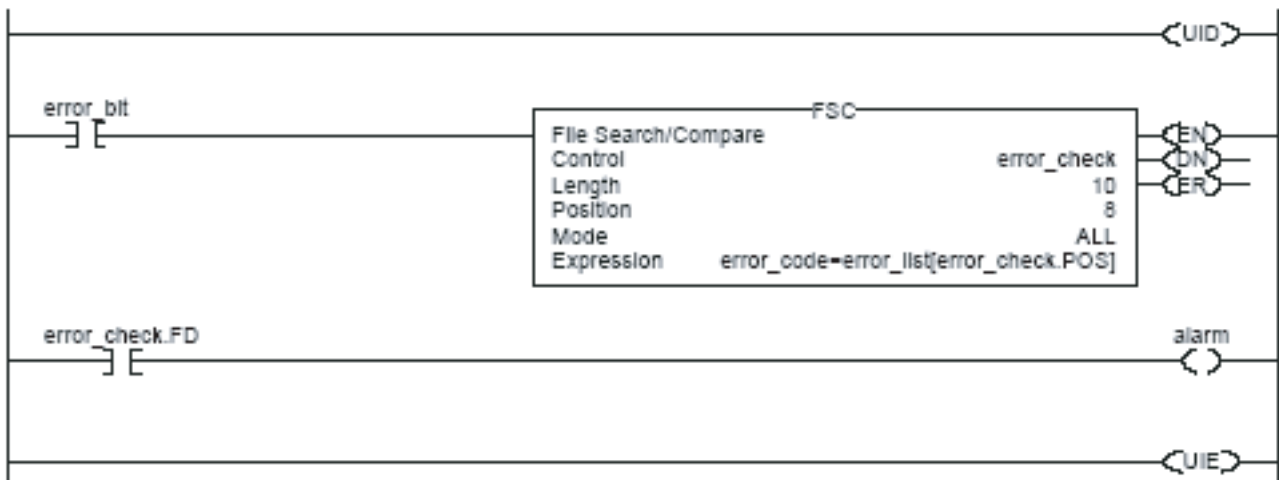 UID
error_bit
FSC
File Search/Compare
EN
Control error_check
DN
Length 10
ER
Position 8
Mode ALL
Expression error_code=error_list[error_check.POS]
error_check.FD
alarm
UIE